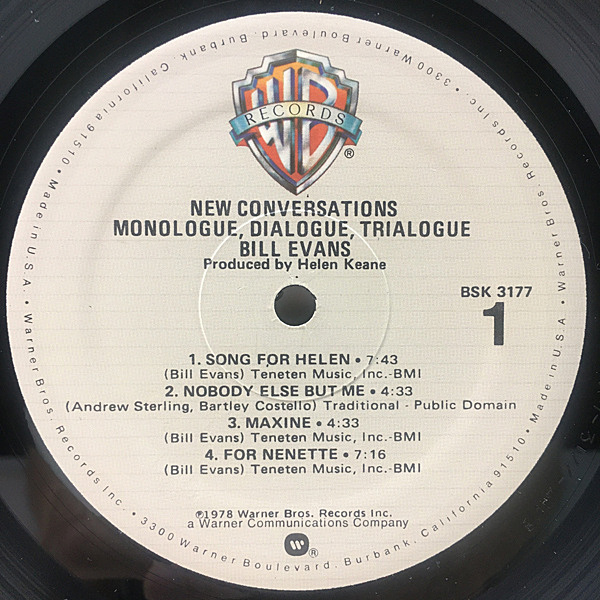 WB
RECORDS
®
NEW CONVERSATIONS
MONOLOGUE, DIALOGUE, TRIALOGUE
BILL EVANS
Produced by Helen Keane
BSK 3177
1
1. SONG FOR HELEN • 7:43
(Bill Evans) Teneten Music, Inc.-BMI
2. NOBODY ELSE BUT ME • 4:33
(Andrew Sterling, Bartley Costello) Traditional - Public Domain
3. MAXINE • 4:33
(Bill Evans) Teneten Music, Inc.-BMI
4. FOR NENETTE • 7:16
(Bill Evans) Teneten Music, Inc.-BMI
℗1978 Warner Bros. Records Inc.
a Warner Communications Company
®
Warner Bros. Records Inc. • 3300 Warner Boulevard, Burbank, California 91510 • Made in U.S.A. • Warner Bros. Records Inc. • 3300 Warner Boulevard, Burbank, California 91510 • Made in U.S.A. •